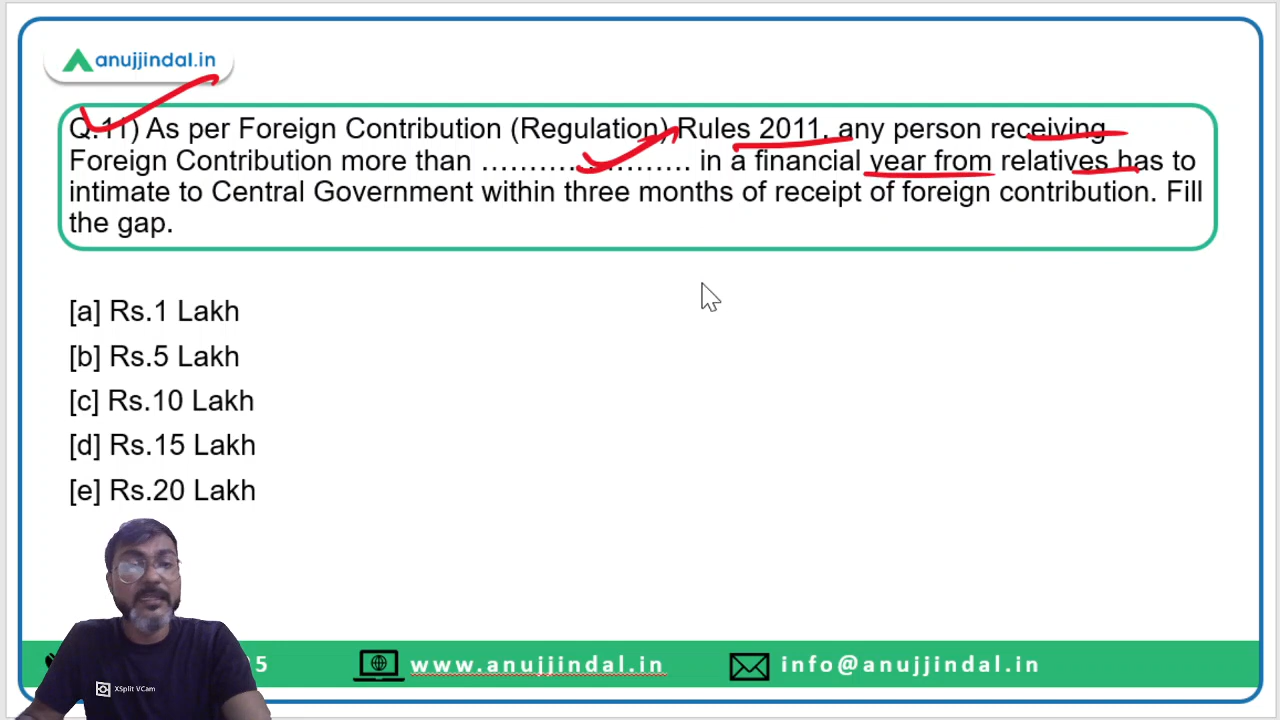 anujjindal.in
Q.11) As per Foreign Contribution (Regulation) Rules 2011, any person receiving
Foreign Contribution more than ……………………. in a financial year from relatives has to
intimate to Central Government within three months of receipt of foreign contribution. Fill
the gap.
[a] Rs.1 Lakh
[b] Rs.5 Lakh
[c] Rs.10 Lakh
[d] Rs.15 Lakh
[e] Rs.20 Lakh
5 www.anujjindal.in info@anujjindal.in
XSplit VCam